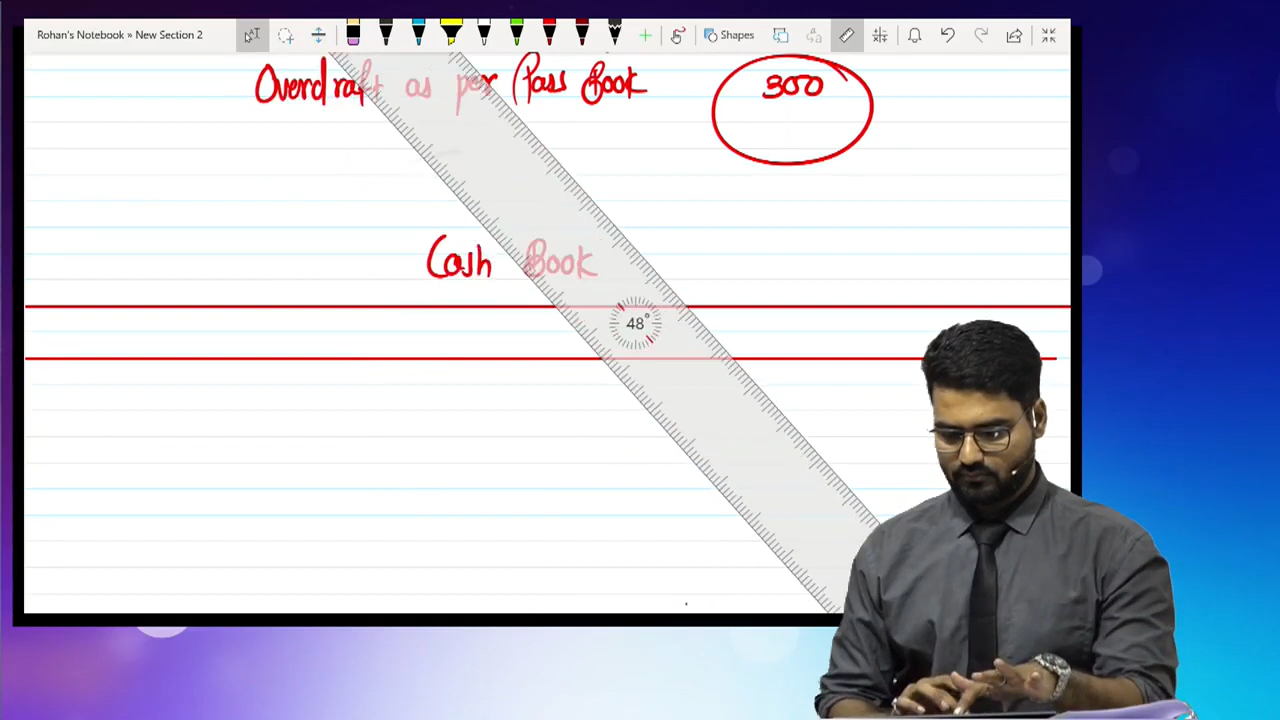 Rohan's Notebook » New Section 2
Shapes
Overdraft as per Pass Book 300
Cash Book
48°